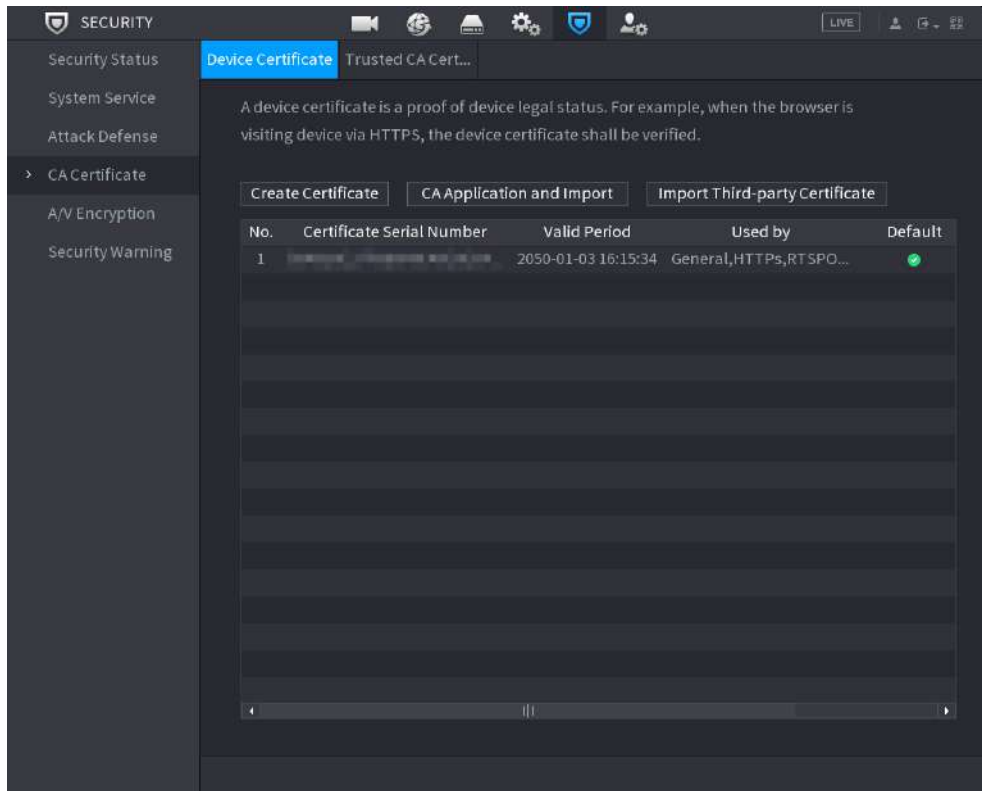 SECURITY
LIVE
Security Status
System Service
Attack Defense
CA Certificate
A/V Encryption
Security Warning
Device Certificate
Trusted CA Cert...
A device certificate is a proof of device legal status. For example, when the browser is
visiting device via HTTPS, the device certificate shall be verified.
Create Certificate
CA Application and Import
Import Third-party Certificate
No. Certificate Serial Number Valid Period Used by Default
1 2050-01-03 16:15:34 General,HTTPs,RTSPO...